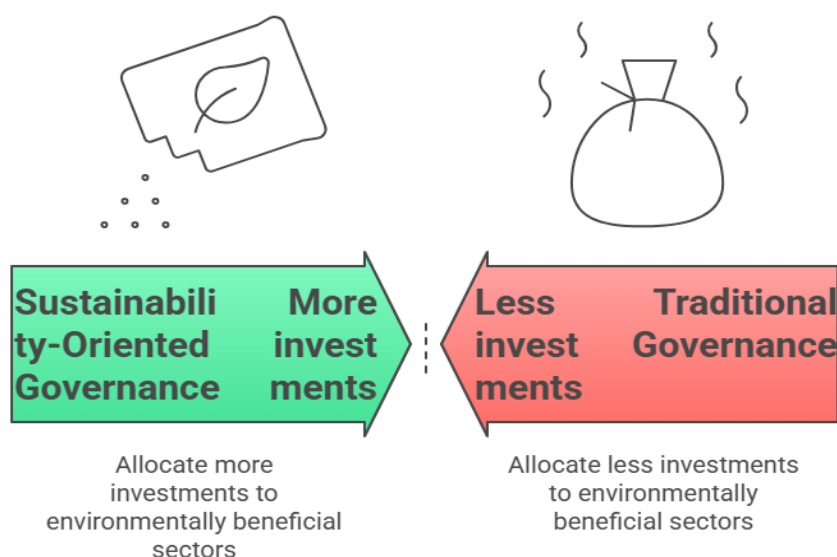 Sustainabili
ty-Oriented
Governance
More
invest
ments
Less
invest
ments
Traditional
Governance
Allocate more
investments to
environmentally beneficial
sectors
Allocate less investments
to environmentally
beneficial sectors